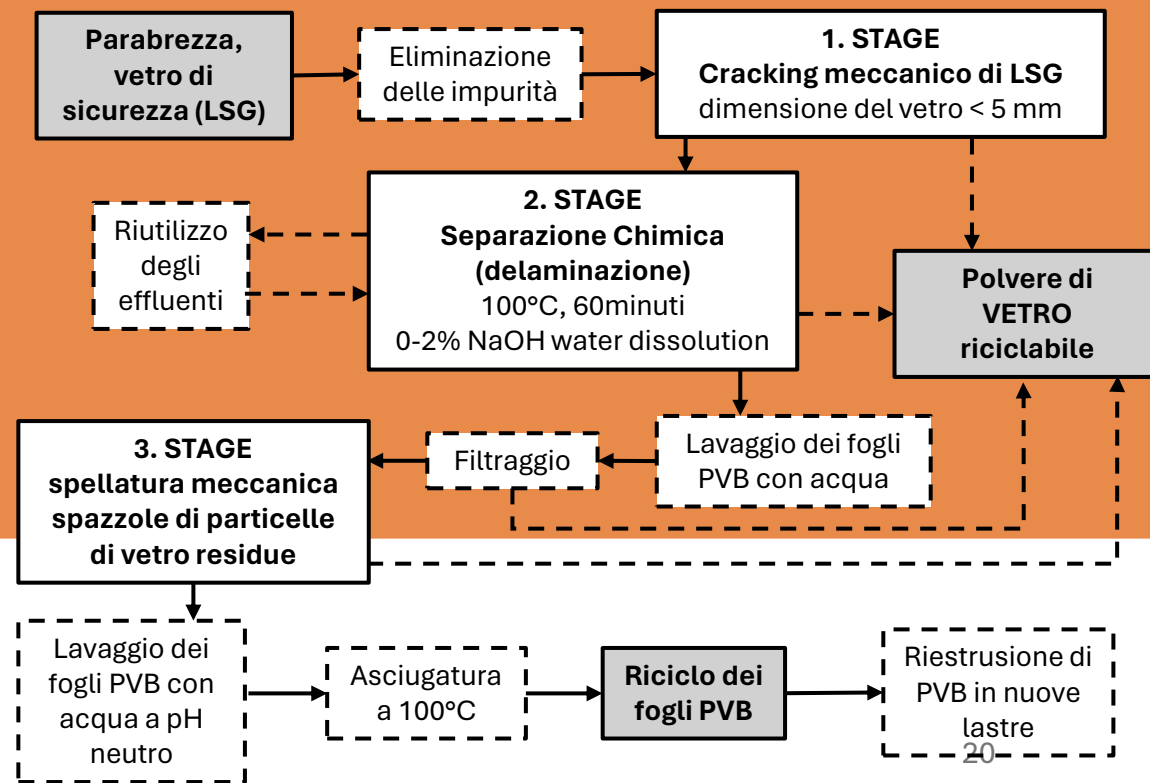 Parabrezza,
vetro di
sicurezza (LSG)
Eliminazione
delle impurità
1. STAGE
Cracking meccanico di LSG
dimensione del vetro < 5 mm
2. STAGE
Separazione Chimica
(delaminazione)
100°C, 60minuti
0-2% NaOH water dissolution
Riutilizzo
degli
effluenti
Polvere di
VETRO
riciclabile
Lavaggio dei fogli
PVB con acqua
Filtraggio
3. STAGE
spellatura meccanica
spazzole di particelle
di vetro residue
Lavaggio dei
fogli PVB con
acqua a pH
neutro
Asciugatura
a 100°C
Riciclo dei
fogli PVB
Riestrusione di
PVB in nuove
lastre
20